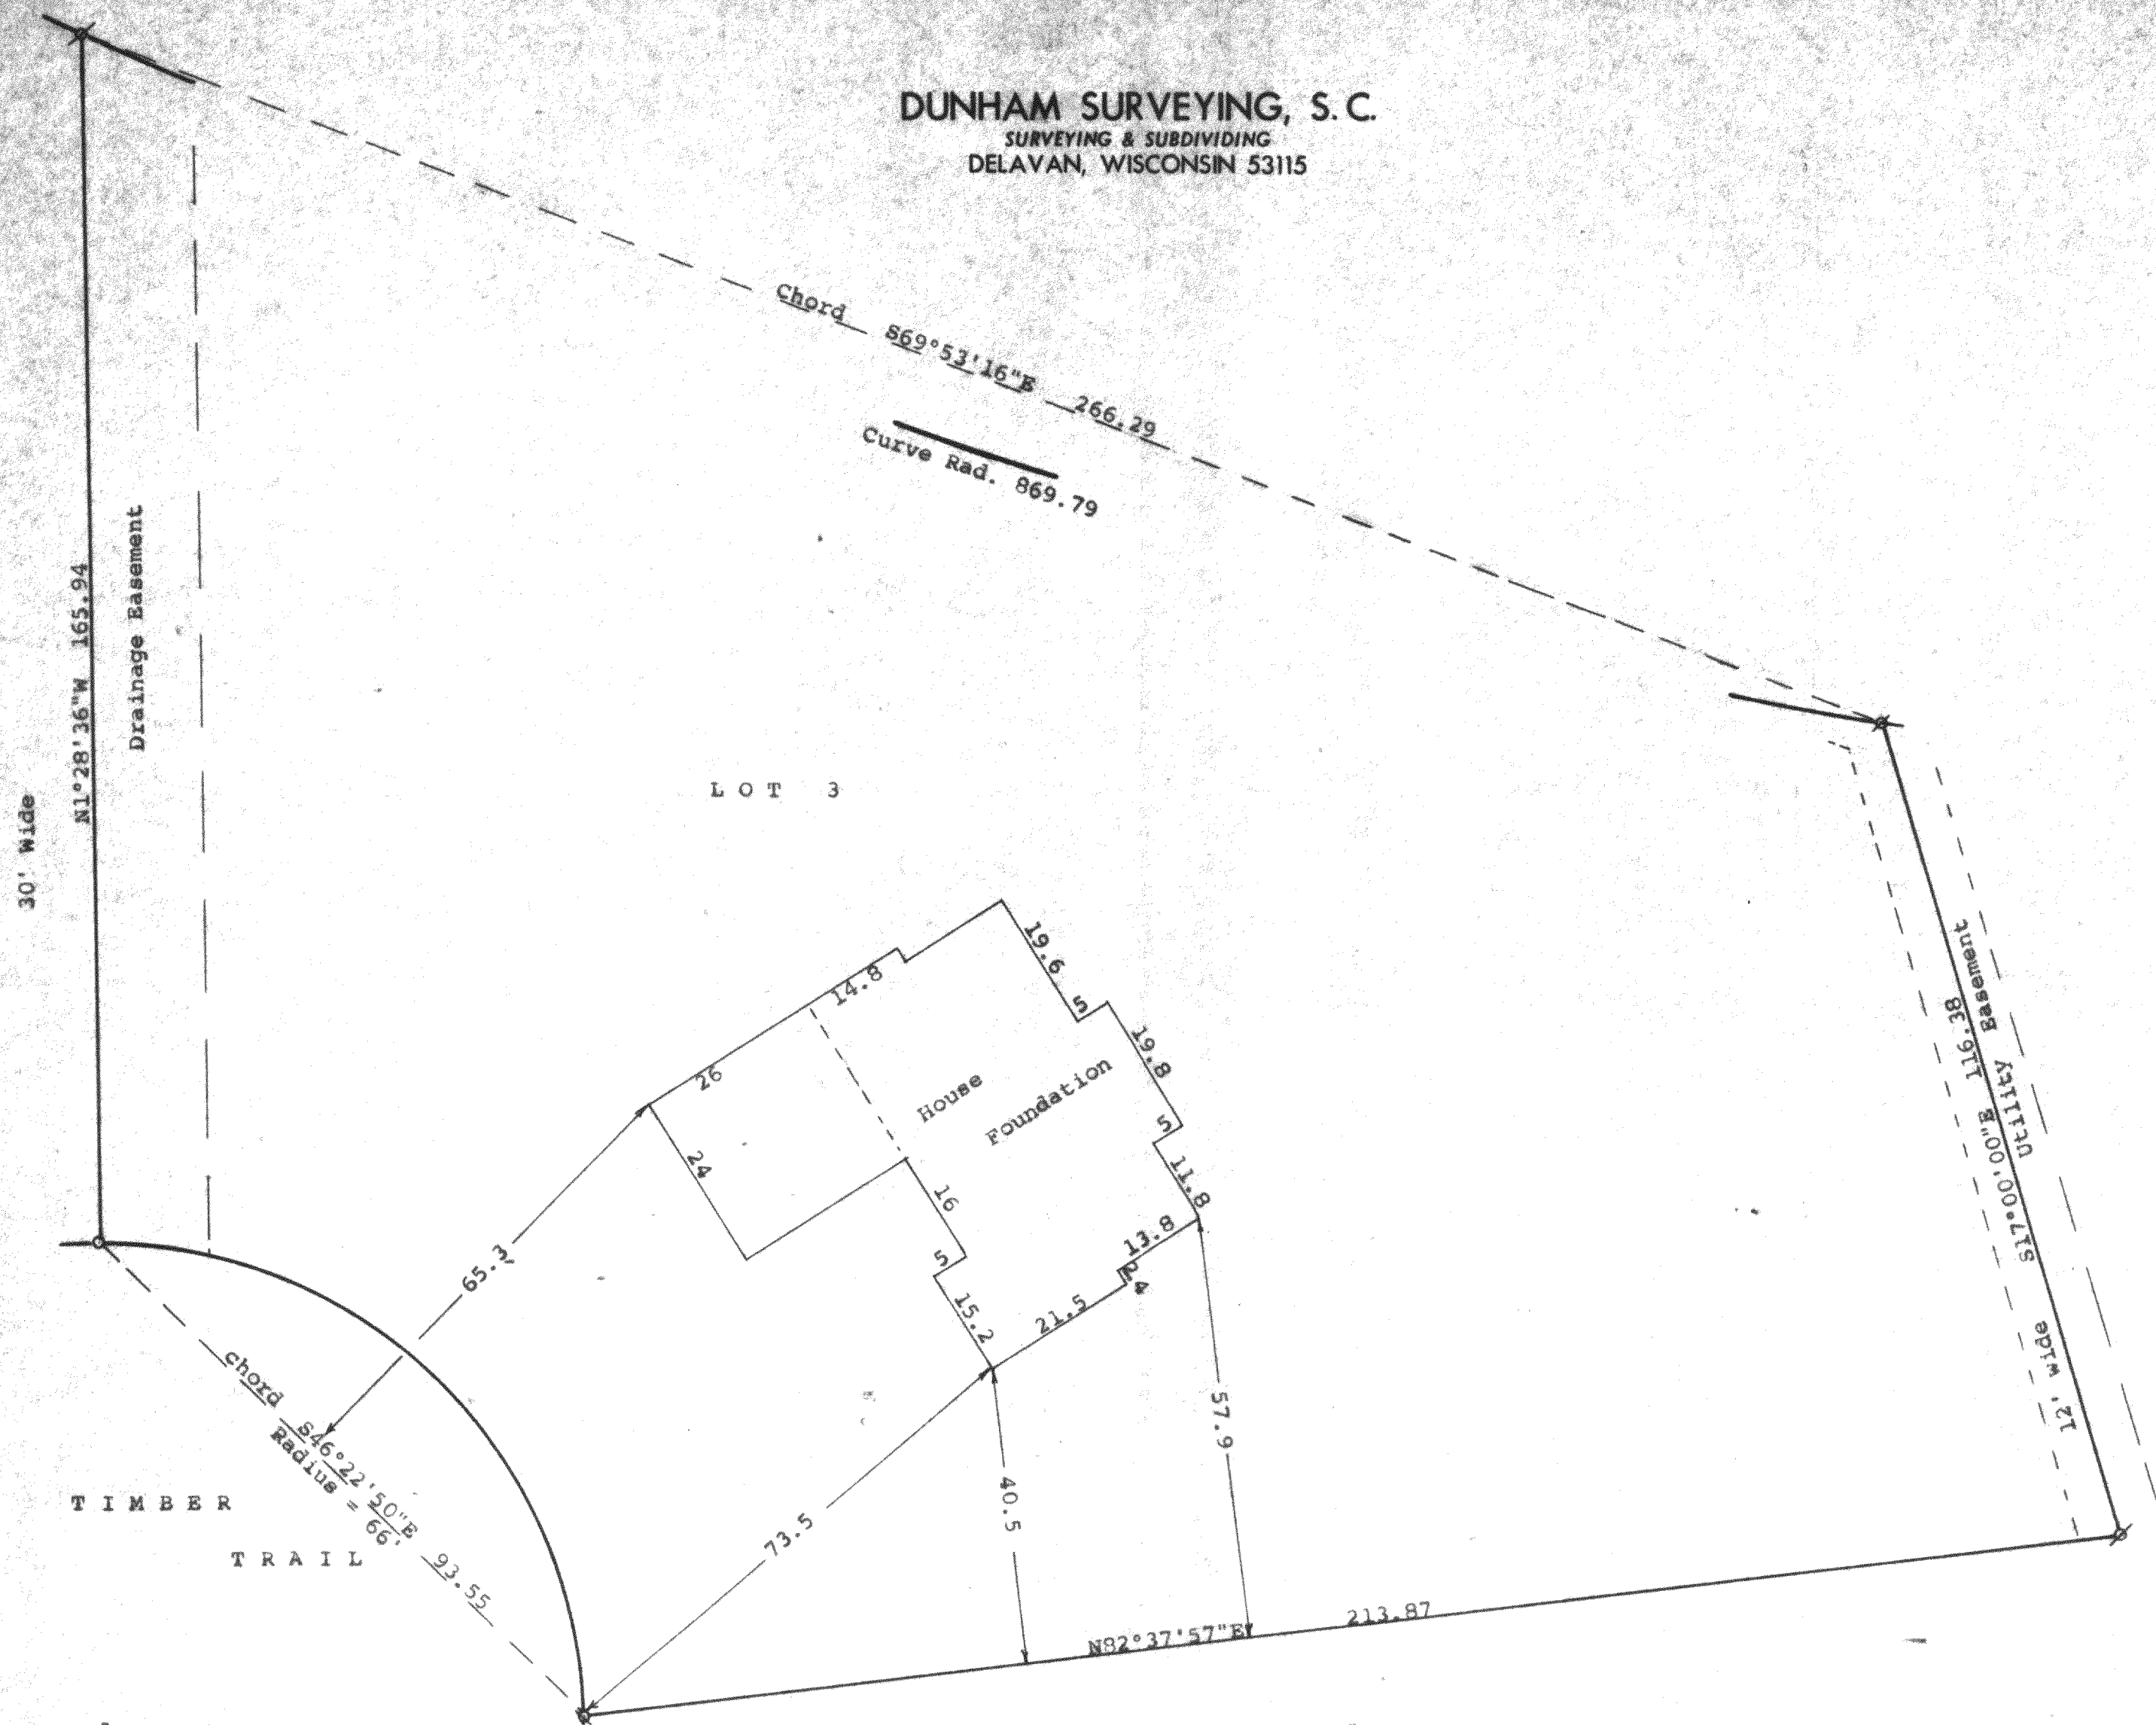 DUNHAM SURVEYING, S.C.
SURVEYING & SUBDIVIDING
DELAVAN, WISCONSIN 53115
Chord S69°53'16"E 266.29
Curve Rad. 869.79
N1°28'36"W 165.94
Drainage Easement
30' Wide
LOT 3
19.6
5
14.8
19.8
26
House
Foundation
5
24
11.8
16
13.8
5
24
15.2
21.5
65.3
57.9
40.5
73.5
116.38
S17°00'00"E
Utility Easement
12' wide
chord S46°22'50"E 93.55
Radius = 66'
TIMBER
TRAIL
N82°37'57"E
213.87